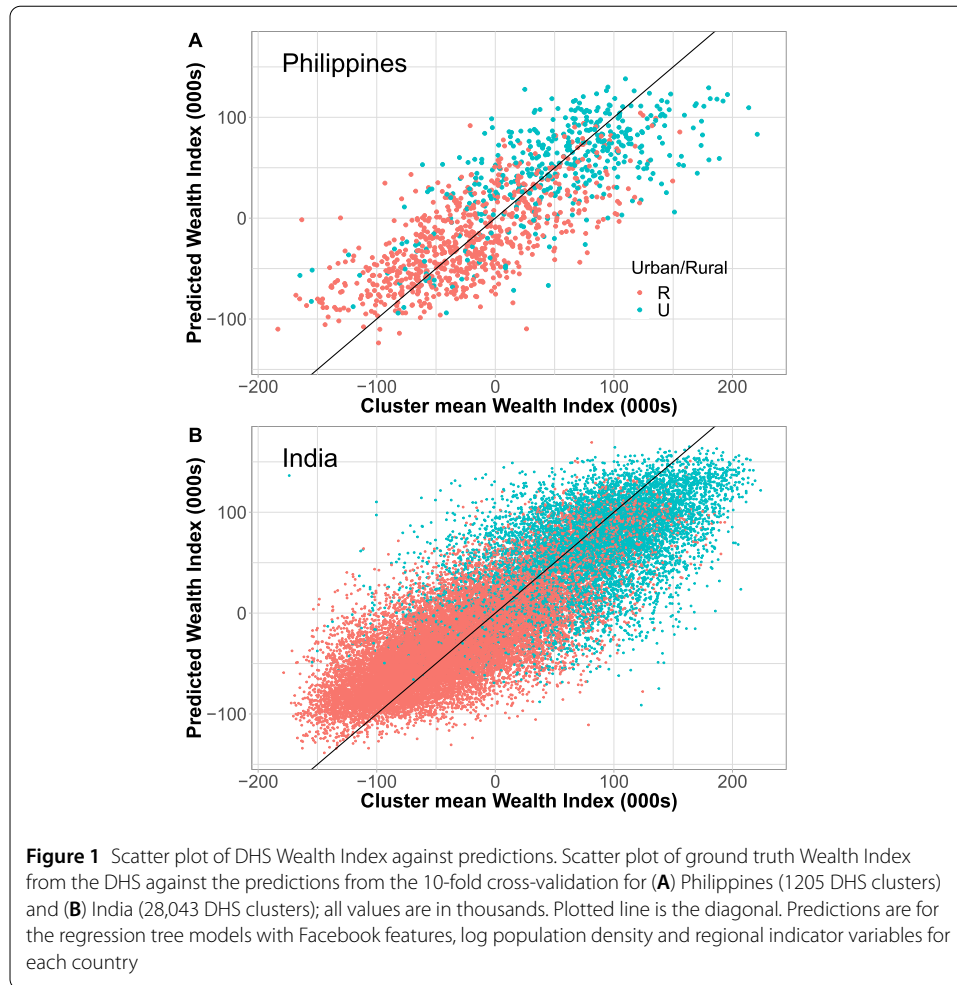 A
Philippines
Predicted Wealth Index (000s)
100
0
−100
Urban/Rural
R
U
−200
−100
0
100
200
Cluster mean Wealth Index (000s)
B
India
Predicted Wealth Index (000s)
100
0
−100
−200
−100
0
100
200
Cluster mean Wealth Index (000s)
Figure 1 Scatter plot of DHS Wealth Index against predictions. Scatter plot of ground truth Wealth Index
from the DHS against the predictions from the 10-fold cross-validation for (A) Philippines (1205 DHS clusters)
and (B) India (28,043 DHS clusters); all values are in thousands. Plotted line is the diagonal. Predictions are for
the regression tree models with Facebook features, log population density and regional indicator variables for
each country